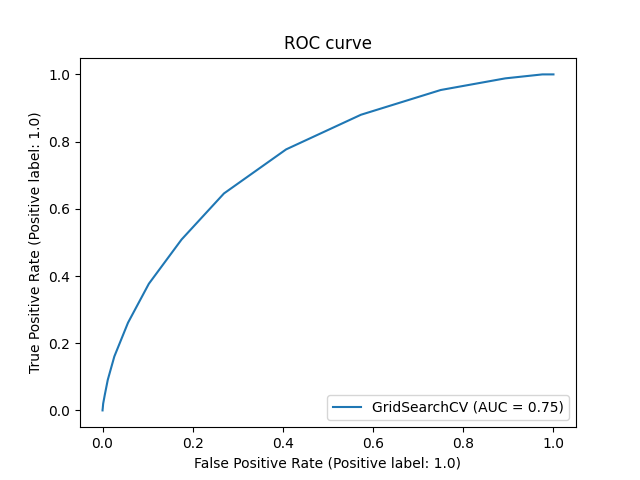 ROC curve
1.0
0.8
0.6
0.4
0.2
0.0
True Positive Rate (Positive label: 1.0)
GridSearchCV (AUC = 0.75)
0.0 0.2 0.4 0.6 0.8 1.0
False Positive Rate (Positive label: 1.0)